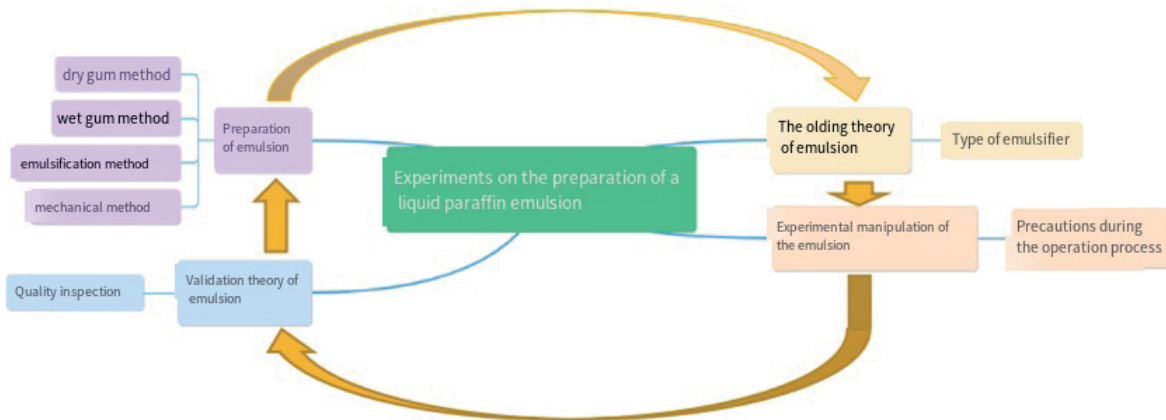 dry gum method
wet gum method
emulsification method
mechanical method
Preparation
of emulsion
Experiments on the preparation of a
liquid paraffin emulsion
The olding theory
of emulsion
Type of emulsifier
Experimental manipulation of
the emulsion
Precautions during
the operation process
Quality inspection
Validation theory of
emulsion